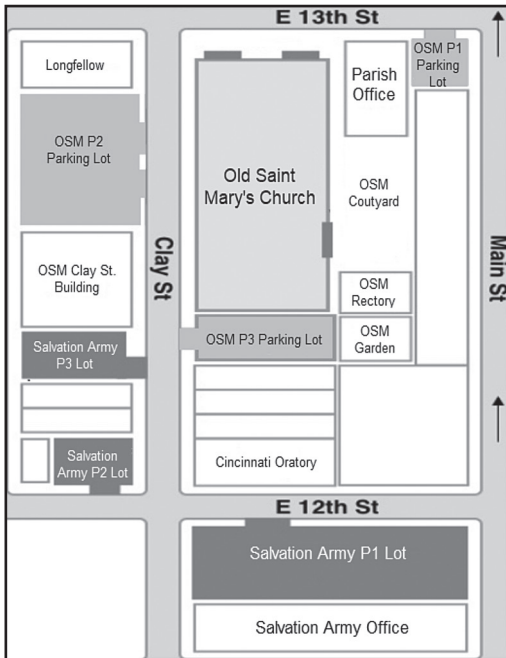 E 13th St
Longfellow
OSM P1
Parking
Lot
Parish
Office
OSM P2
Parking Lot
Old Saint
Mary's Church
OSM
Coutyard
Clay St
Main St
OSM Clay St.
Building
OSM
Rectory
Salvation Army
P3 Lot
OSM P3 Parking Lot
OSM
Garden
Salvation
Army P2 Lot
Cincinnati Oratory
E 12th St
Salvation Army P1 Lot
Salvation Army Office